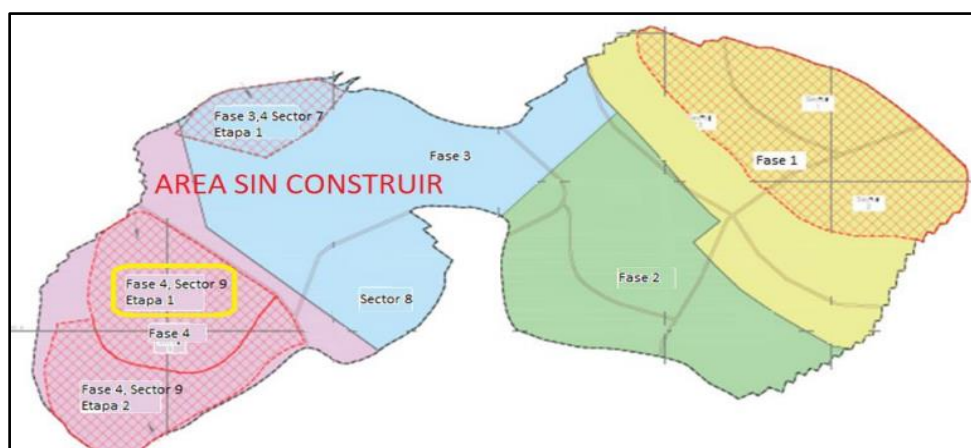 Fase 3,4 Sector 7
Etapa 1
Fase 3
Fase 1
AREA SIN CONSTRUIR
Fase 2
Fase 4, Sector 9
Etapa 1
Sector 8
Fase 4
Fase 4, Sector 9
Etapa 2